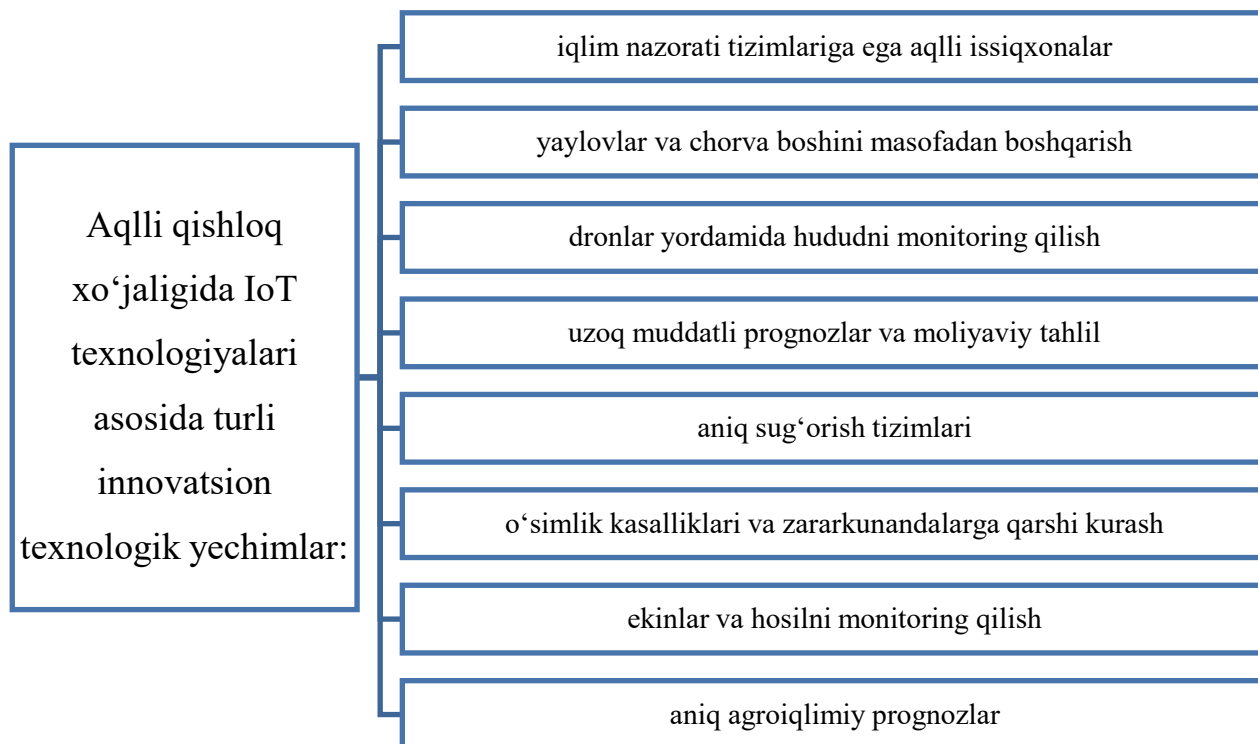 Aqlli qishloq
xo‘jaligida IoT
texnologiyalari
asosida turli
innovatsion
texnologik yechimlar:
iqlim nazorati tizimlariga ega aqlli issiqxonalar
yaylovlar va chorva boshini masofadan boshqarish
dronlar yordamida hududni monitoring qilish
uzoq muddatli prognozlar va moliyaviy tahlil
aniq sug‘orish tizimlari
o‘simlik kasalliklari va zararkunandalarga qarshi kurash
ekinlar va hosilni monitoring qilish
aniq agroiqlimiy prognozlar